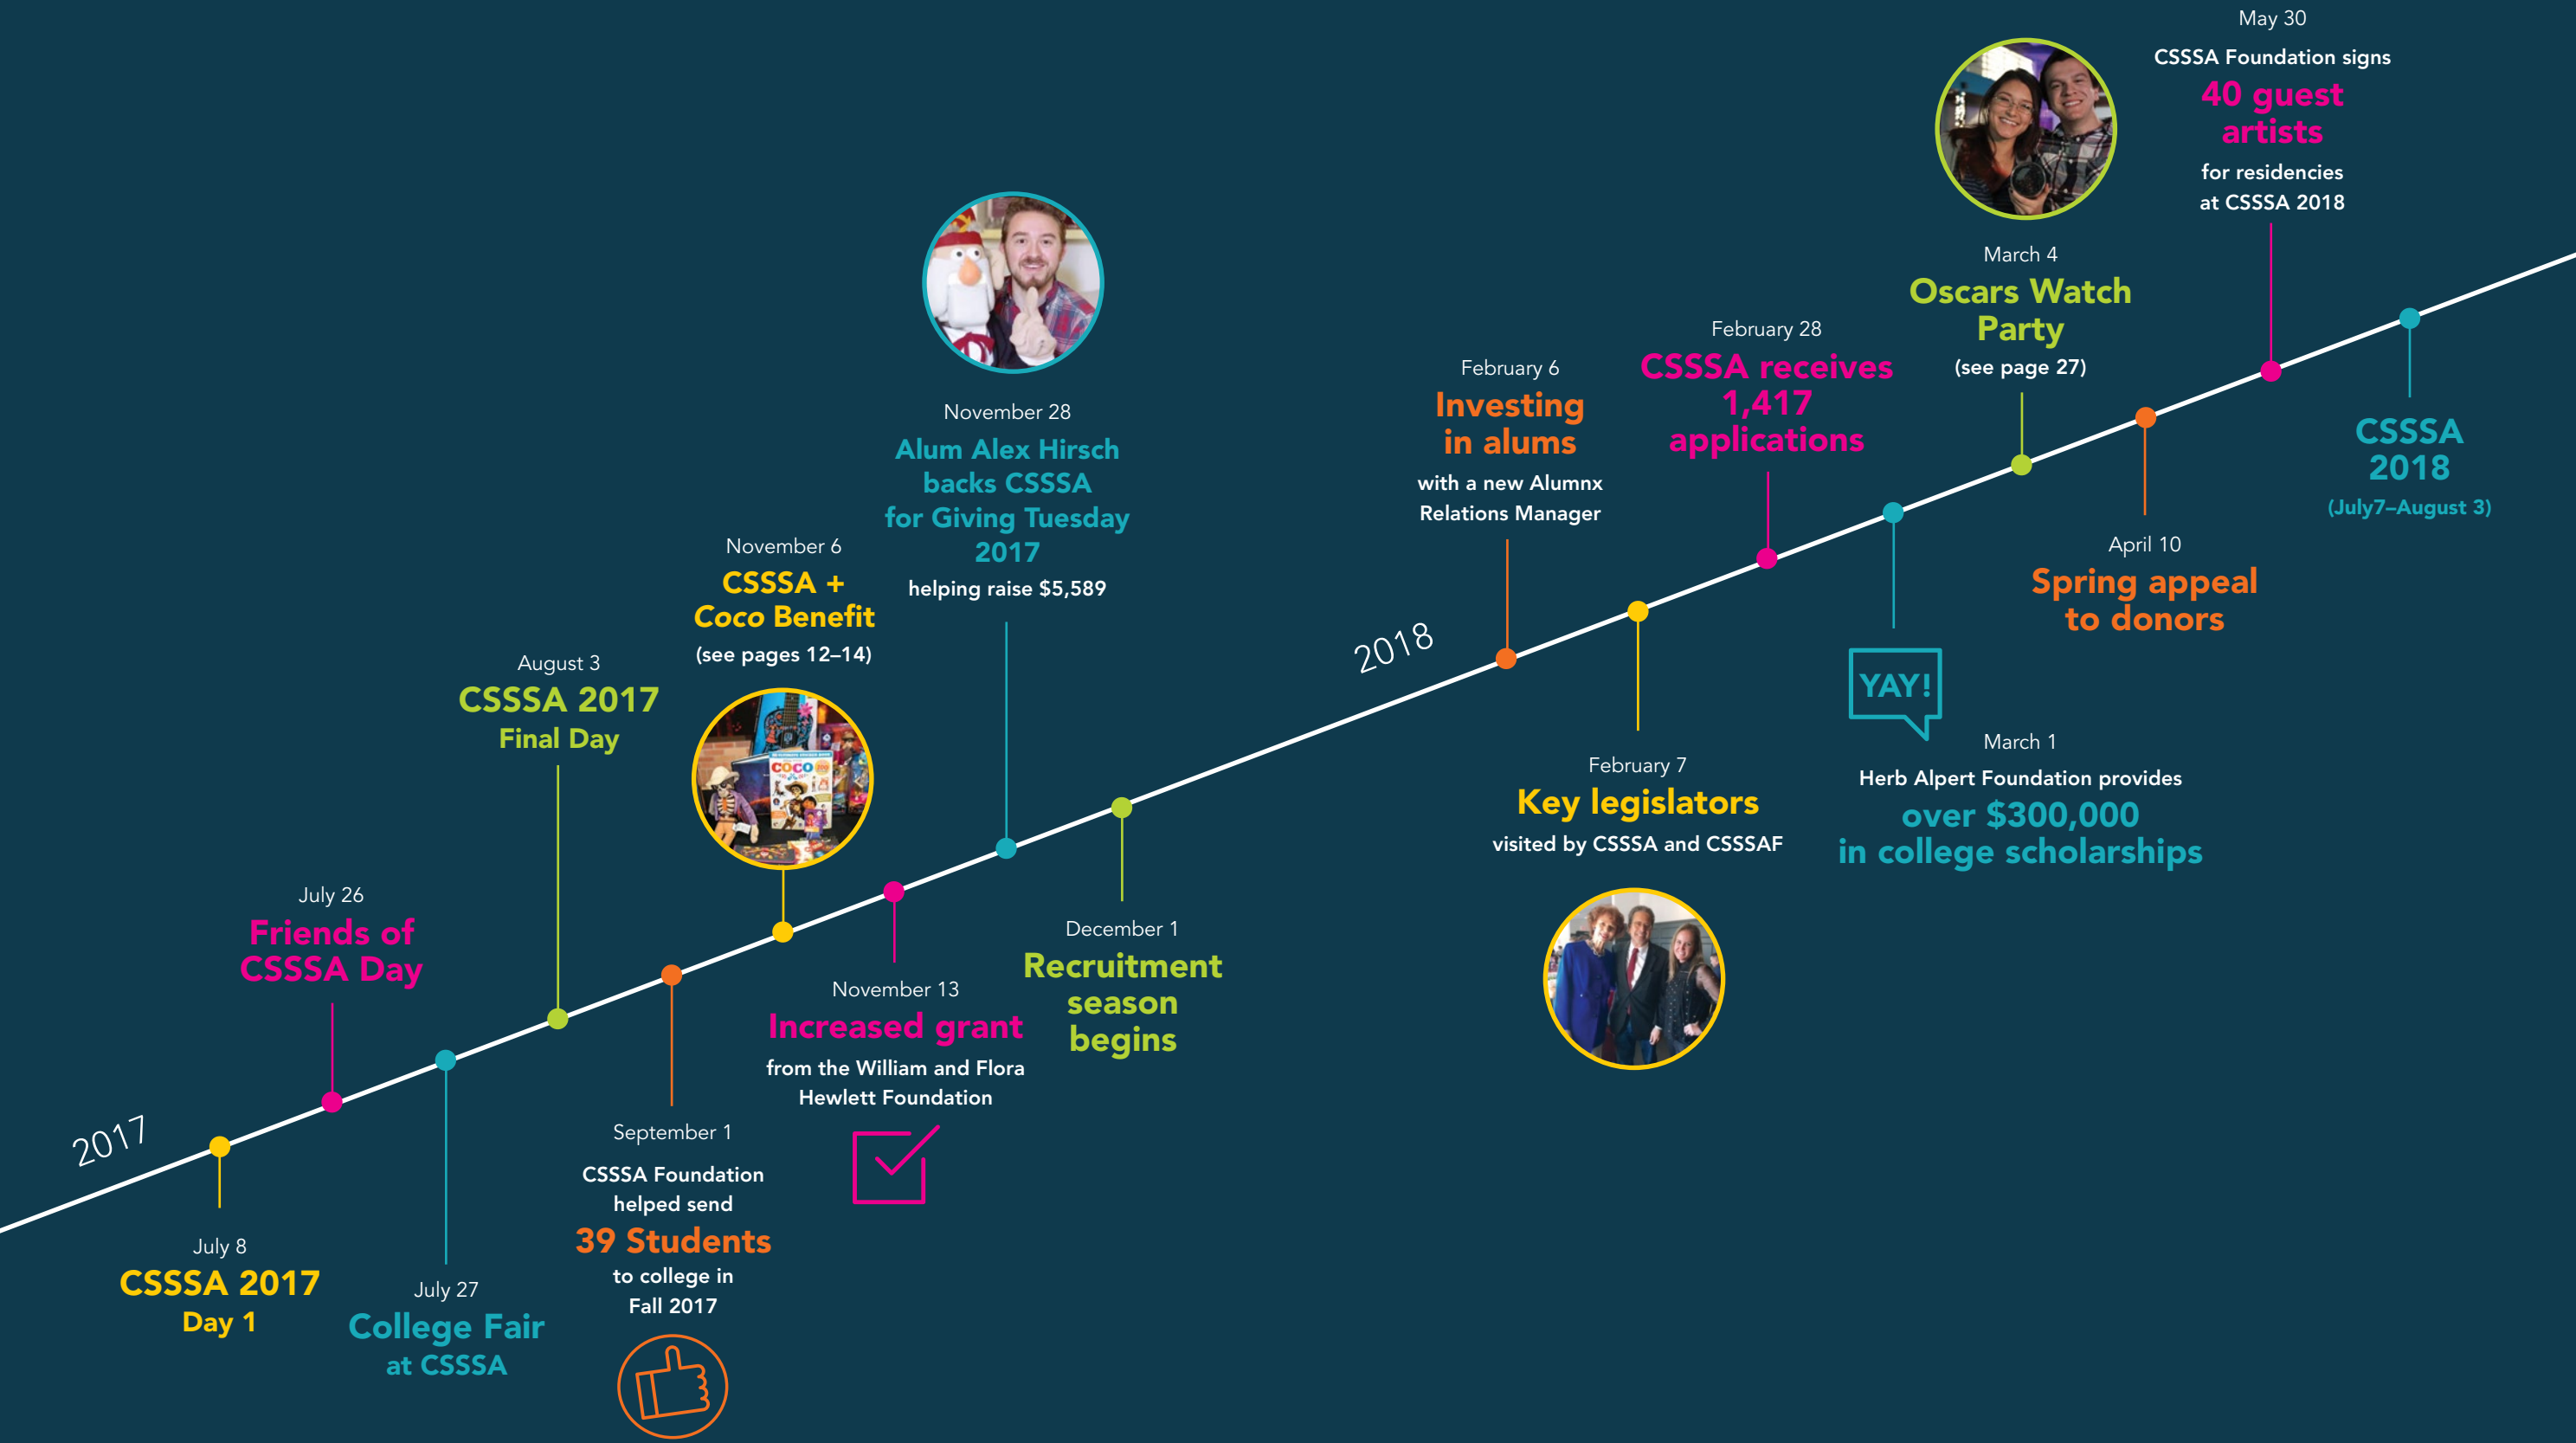 2017
July 8
CSSSA 2017
Day 1
July 26
Friends of
CSSSA Day
July 27
College Fair
at CSSSA
August 3
CSSSA 2017
Final Day
September 1
CSSSA Foundation
helped send
39 Students
to college in
Fall 2017
November 6
CSSSA +
Coco Benefit
(see pages 12–14)
COCO
November 13
Increased grant
from the William and Flora
Hewlett Foundation
November 28
Alum Alex Hirsch
backs CSSSA
for Giving Tuesday
2017
helping raise $5,589
December 1
Recruitment
season
begins
2018
February 6
Investing
in alums
with a new Alumnx
Relations Manager
February 7
Key legislators
visited by CSSSA and CSSSAF
February 28
CSSSA receives
1,417
applications
YAY!
March 1
Herb Alpert Foundation provides
over $300,000
in college scholarships
March 4
Oscars Watch
Party
(see page 27)
April 10
Spring appeal
to donors
May 30
CSSSA Foundation signs
40 guest
artists
for residencies
at CSSSA 2018
CSSSA
2018
(July7–August 3)